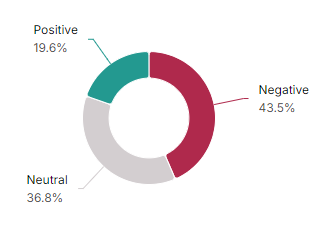 Positive
19.6%
Negative
43.5%
Neutral
36.8%